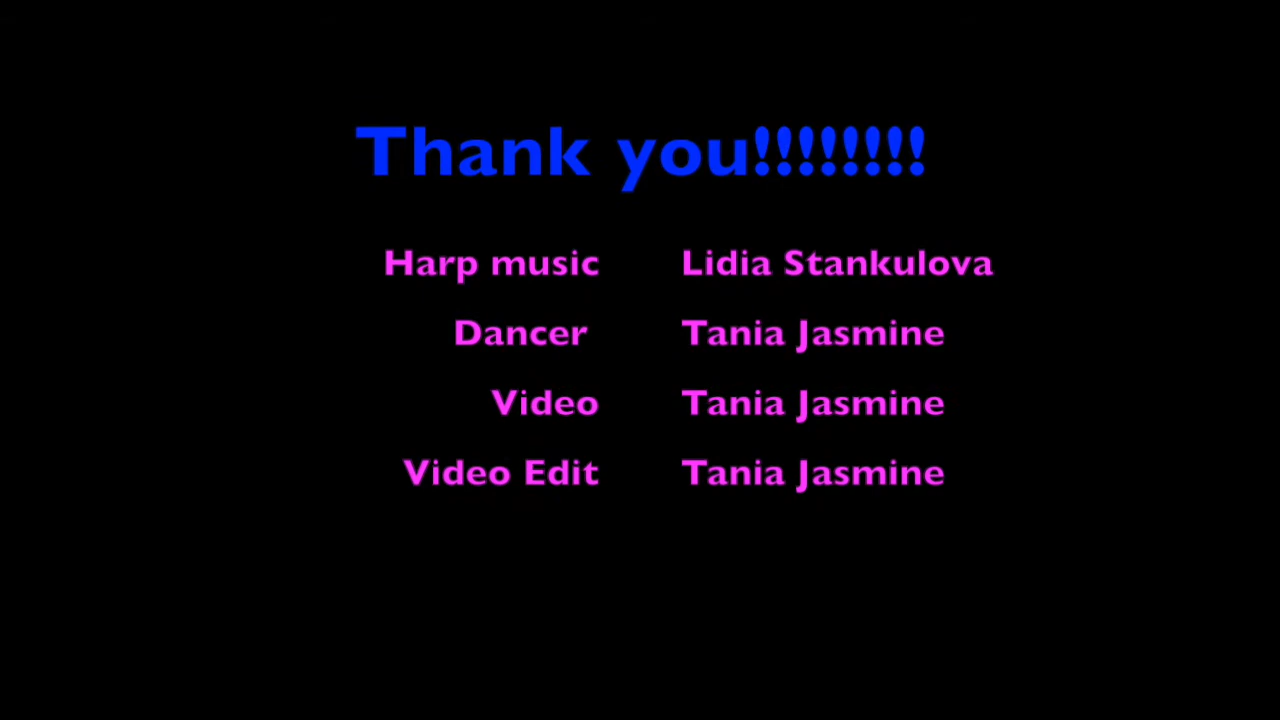 Thank you!!!!!!!!
Harp music Lidia Stankulova
Dancer Tania Jasmine
Video Tania Jasmine
Video Edit Tania Jasmine